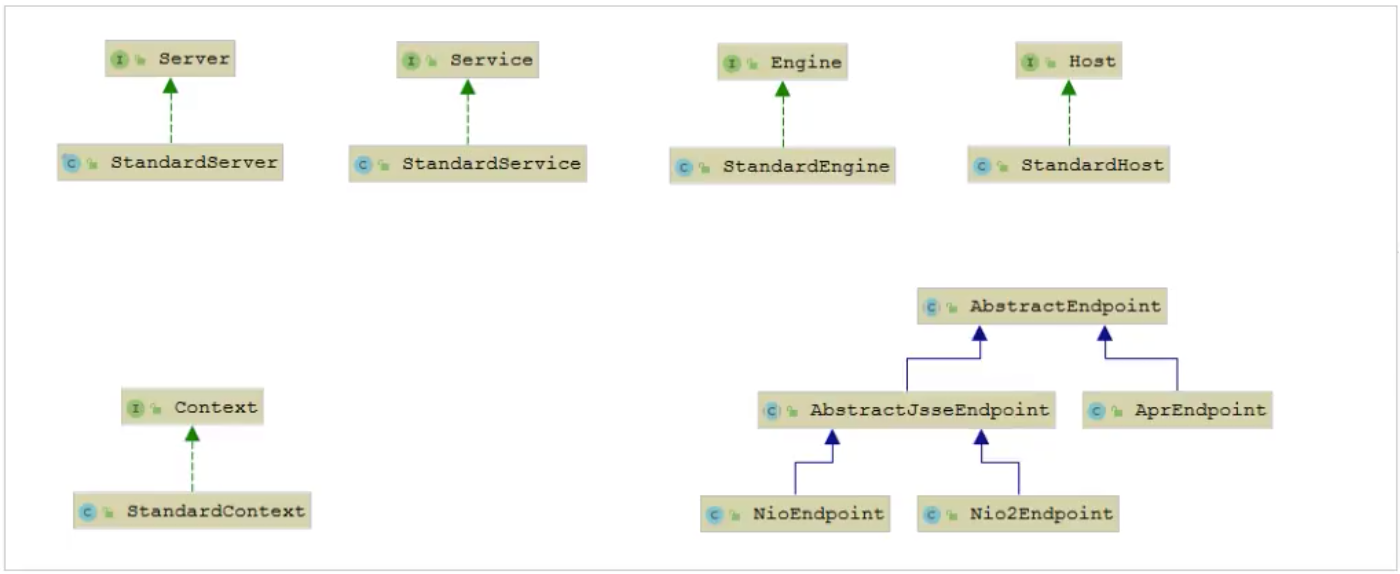 Server
Service
Engine
Host
StandardServer
StandardService
StandardEngine
StandardHost
AbstractEndpoint
Context
AbstractJsseEndpoint
AprEndpoint
StandardContext
NioEndpoint
Nio2Endpoint